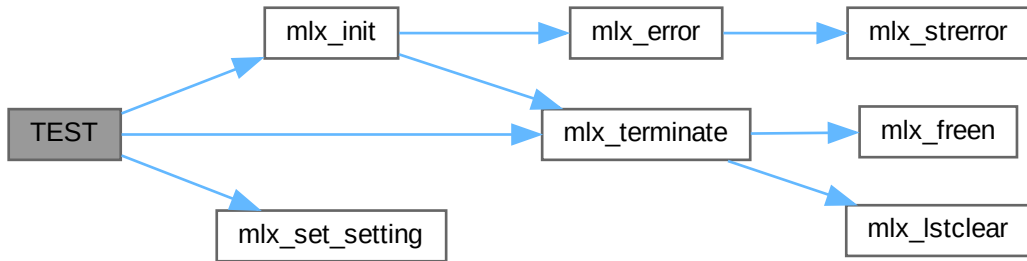 TEST
mlx_init
mlx_error
mlx_strerror
mlx_terminate
mlx_freen
mlx_lstclear
mlx_set_setting